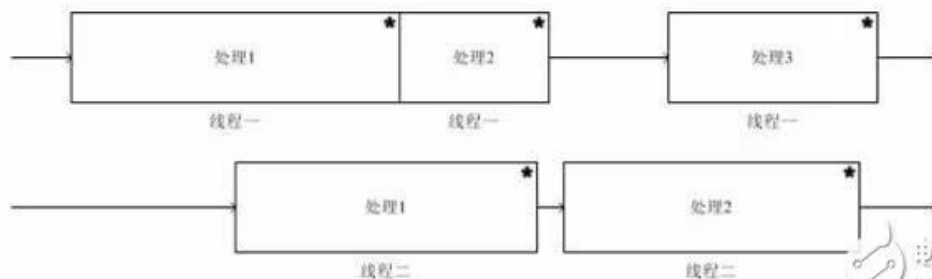 * * *
处理1 处理2 处理3
线程一 线程一 线程一
* *
处理1 处理2
线程二 线程二